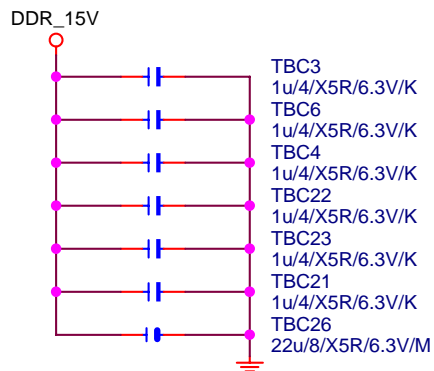 DDR_15V
TBC3
1u/4/X5R/6.3V/K
TBC6
1u/4/X5R/6.3V/K
TBC4
1u/4/X5R/6.3V/K
TBC22
1u/4/X5R/6.3V/K
TBC23
1u/4/X5R/6.3V/K
TBC21
1u/4/X5R/6.3V/K
TBC26
22u/8/X5R/6.3V/M